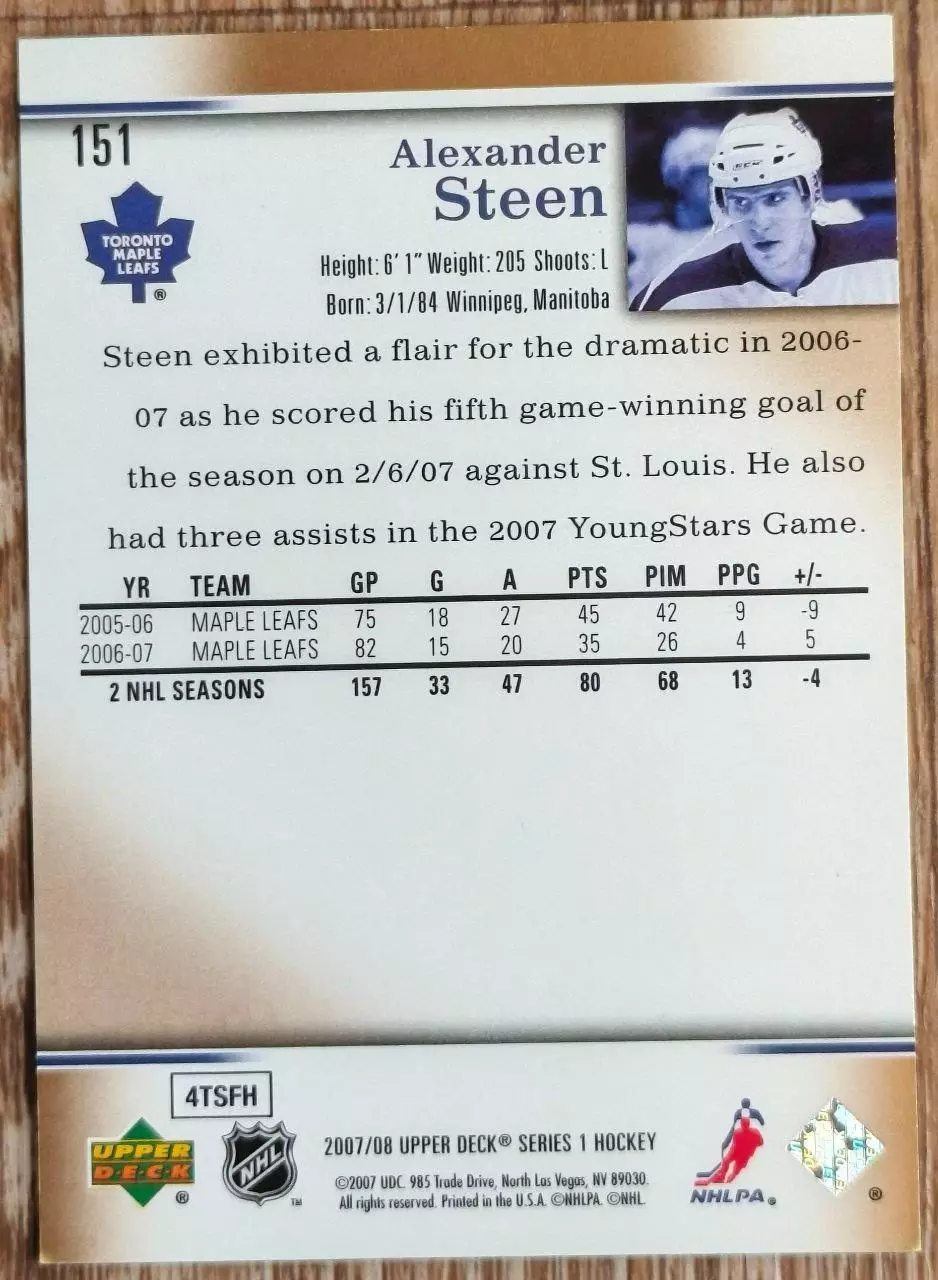 151
Alexander
Steen
TORONTO
MAPLE
LEAFS
®
Height: 6' 1" Weight: 205 Shoots: L
Born: 3/1/84 Winnipeg, Manitoba
Steen exhibited a flair for the dramatic in 2006-
07 as he scored his fifth game-winning goal of
the season on 2/6/07 against St. Louis. He also
had three assists in the 2007 YoungStars Game.
YR TEAM GP G A PTS PIM PPG +/-
2005-06 MAPLE LEAFS 75 18 27 45 42 9 -9
2006-07 MAPLE LEAFS 82 15 20 35 26 4 5
2 NHL SEASONS 157 33 47 80 68 13 -4
4TSFH
UPPER
D·E·C·K
®
NHL
™
2007/08 UPPER DECK® SERIES 1 HOCKEY
©2007 UDC. 985 Trade Drive, North Las Vegas, NV 89030.
All rights reserved. Printed in the U.S.A. ©NHLPA. ©NHL
NHLPA®
®